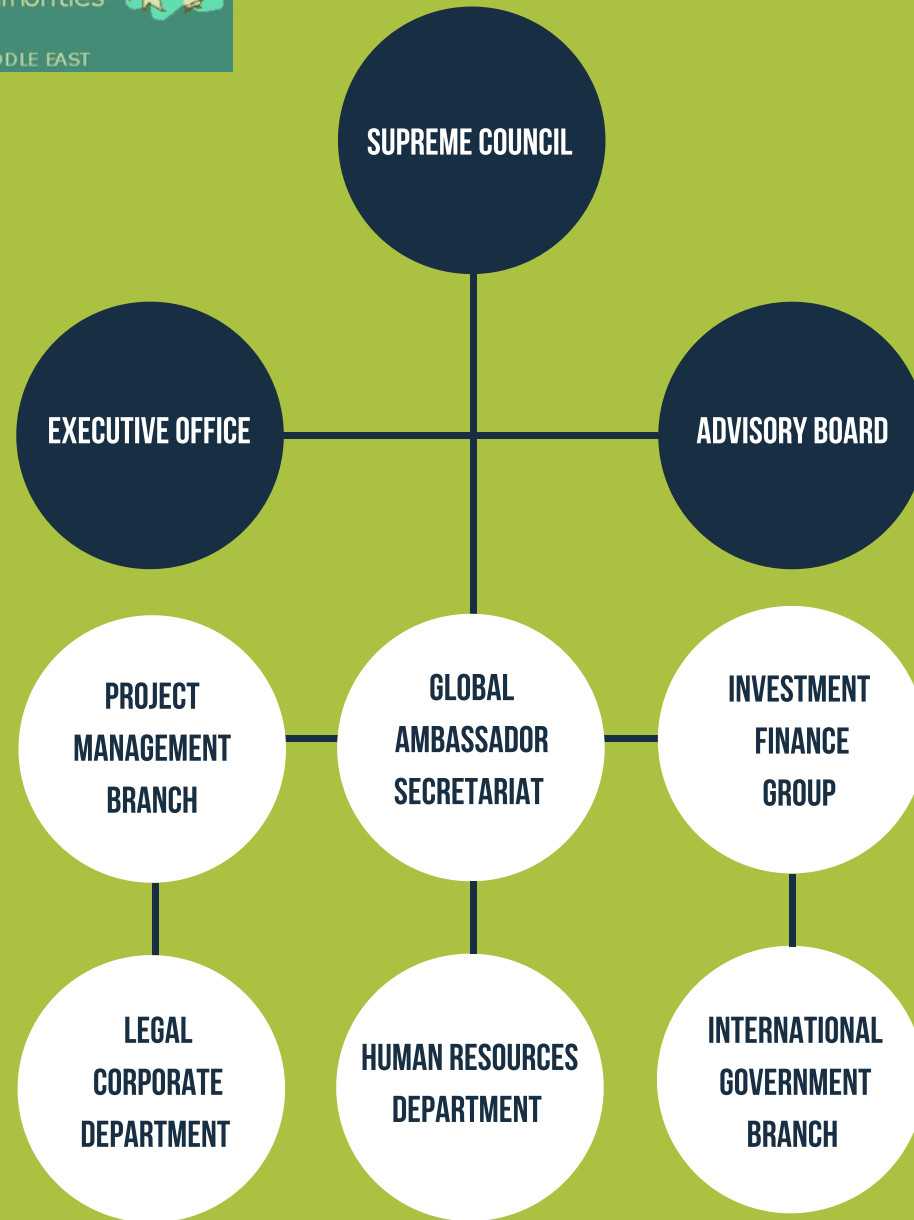 DLE EAST
SUPREME COUNCIL
EXECUTIVE OFFICE
ADVISORY BOARD
PROJECT
MANAGEMENT
BRANCH
GLOBAL
AMBASSADOR
SECRETARIAT
INVESTMENT
FINANCE
GROUP
LEGAL
CORPORATE
DEPARTMENT
HUMAN RESOURCES
DEPARTMENT
INTERNATIONAL
GOVERNMENT
BRANCH